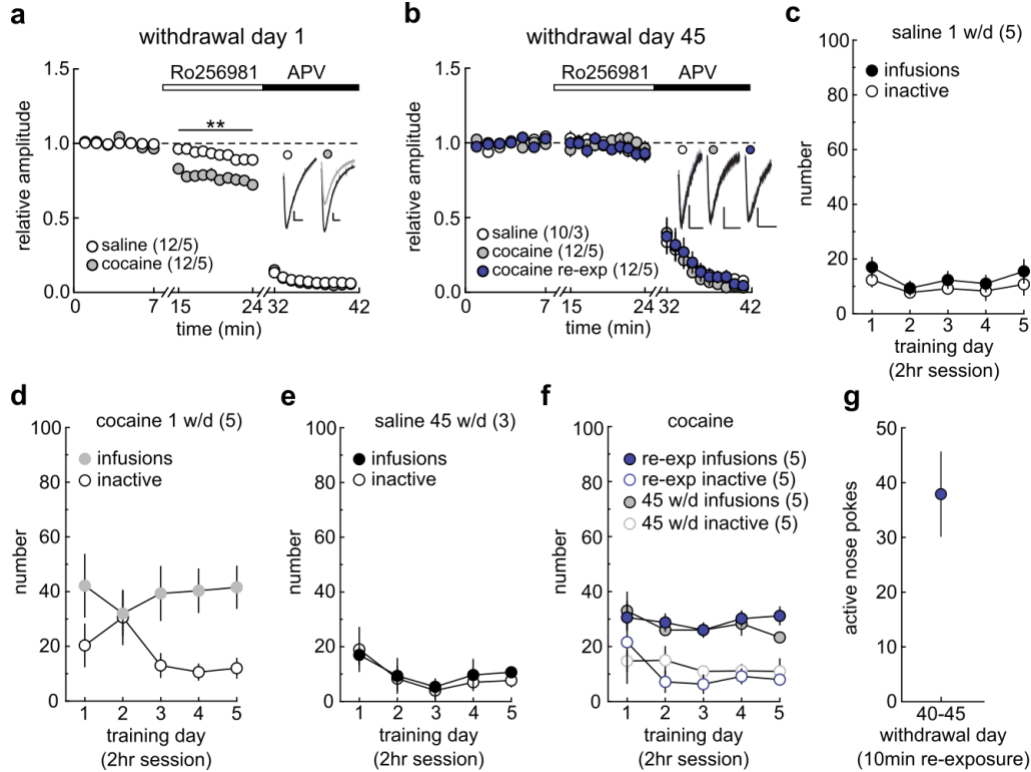 a
withdrawal day 1
Ro256981 APV
1.5
1.0
0.5
0.0
relative amplitude
**
saline (12/5)
cocaine (12/5)
0 7 15 24 32 42
time (min)
b
withdrawal day 45
Ro256981 APV
1.5
1.0
0.5
0.0
relative amplitude
saline (10/3)
cocaine (12/5)
cocaine re-exp (12/5)
0 7 15 24 32 42
time (min)
c
saline 1 w/d (5)
infusions
inactive
100
80
60
40
20
0
number
1 2 3 4 5
training day
(2hr session)
d
cocaine 1 w/d (5)
infusions
inactive
100
80
60
40
20
0
number
1 2 3 4 5
training day
(2hr session)
e
saline 45 w/d (3)
infusions
inactive
100
80
60
40
20
0
number
1 2 3 4 5
training day
(2hr session)
f
cocaine
re-exp infusions (5)
re-exp inactive (5)
45 w/d infusions (5)
45 w/d inactive (5)
100
80
60
40
20
0
number
1 2 3 4 5
training day
(2hr session)
g
50
40
30
20
10
0
active nose pokes
40-45
withdrawal day
(10min re-exposure)